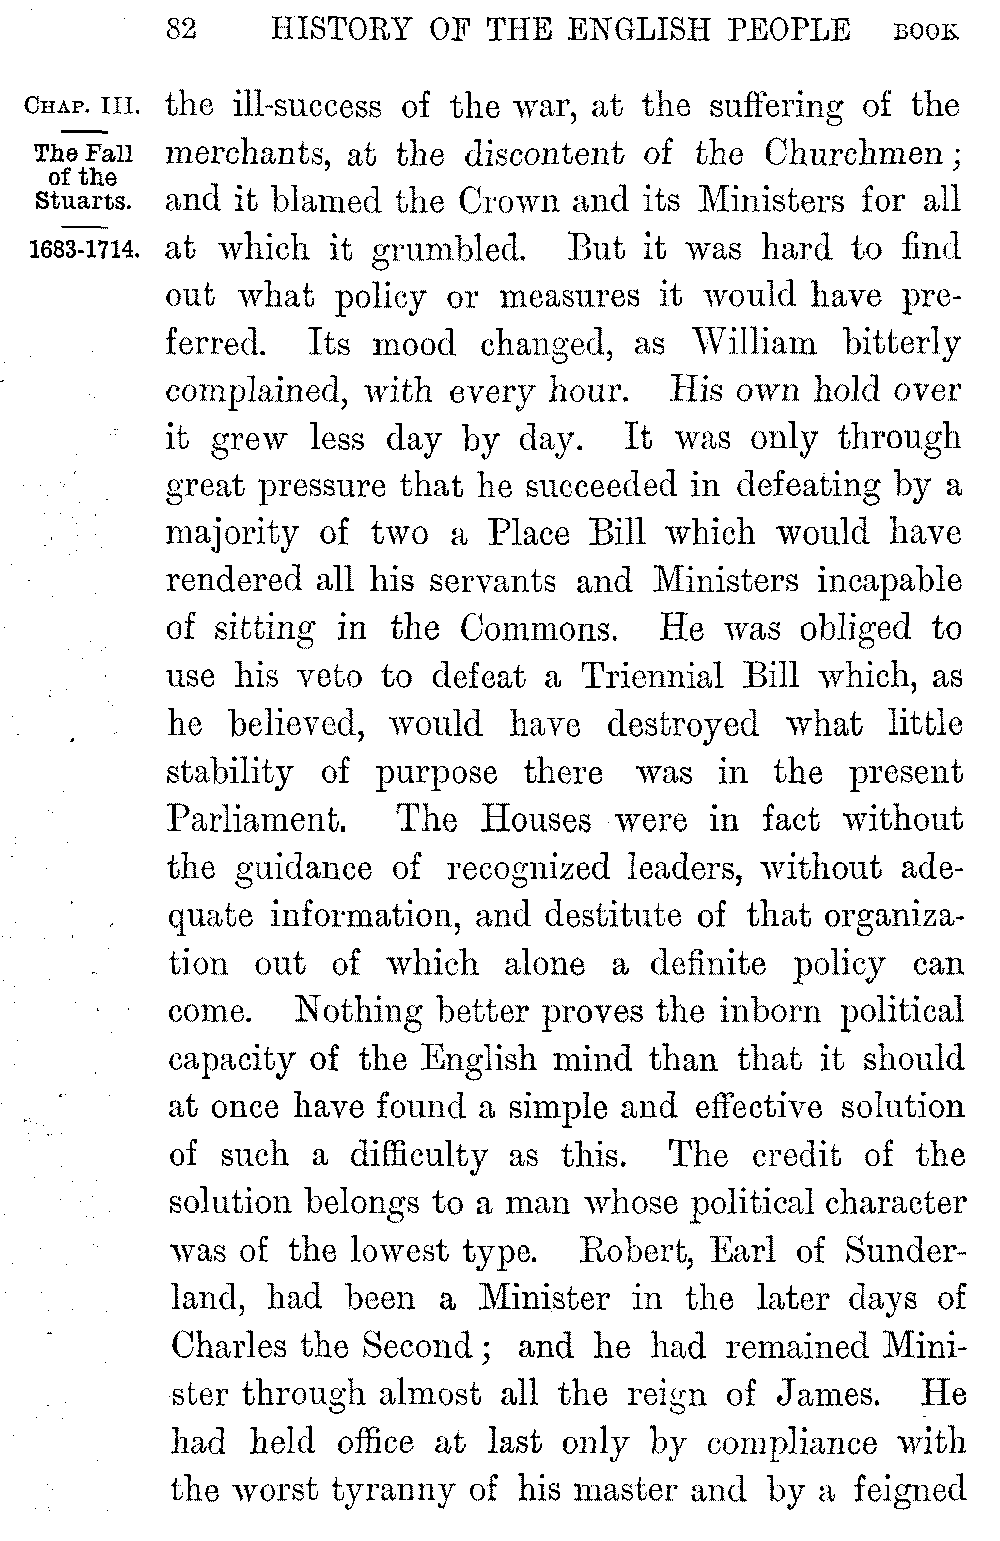 82 HISTORY OF THE ENGLISH PEOPLE BOOK
CHAP. III.
The Fall
of the
Stuarts.
1683-1714.
the ill-success of the war, at the suffering of the
merchants, at the discontent of the Churchmen;
and it blamed the Crown and its Ministers for all
at which it grumbled. But it was hard to find
out what policy or measures it would have pre-
ferred. Its mood changed, as William bitterly
complained, with every hour. His own hold over
it grew less day by day. It was only through
great pressure that he succeeded in defeating by a
majority of two a Place Bill which would have
rendered all his servants and Ministers incapable
of sitting in the Commons. He was obliged to
use his veto to defeat a Triennial Bill which, as
he believed, would have destroyed what little
stability of purpose there was in the present
Parliament. The Houses were in fact without
the guidance of recognized leaders, without ade-
quate information, and destitute of that organiza-
tion out of which alone a definite policy can
come. Nothing better proves the inborn political
capacity of the English mind than that it should
at once have found a simple and effective solution
of such a difficulty as this. The credit of the
solution belongs to a man whose political character
was of the lowest type. Robert, Earl of Sunder-
land, had been a Minister in the later days of
Charles the Second; and he had remained Mini-
ster through almost all the reign of James. He
had held office at last only by compliance with
the worst tyranny of his master and by a feigned